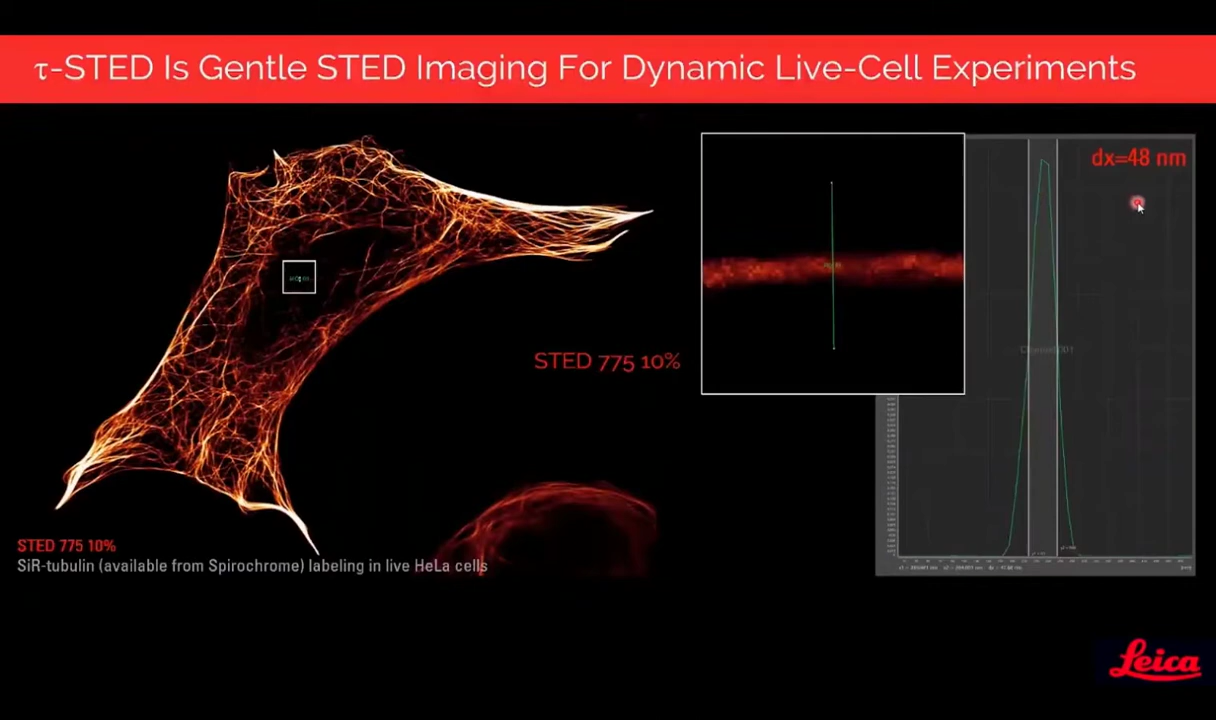 τ-STED Is Gentle STED Imaging For Dynamic Live-Cell Experiments
dx=48 nm
STED 775 10%
STED 775 10%
SiR-tubulin (available from Spirochrome) labeling in live HeLa cells
Leica